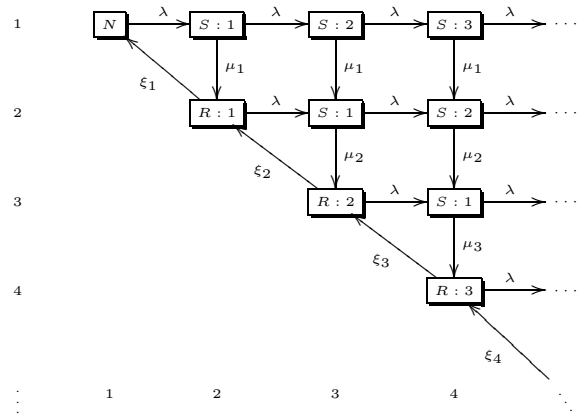 λ λ λ λ
1 N S : 1 S : 2 S : 3 ⋯
ξ1 μ1 μ1 μ1
λ λ λ
2 R : 1 S : 1 S : 2 ⋯
ξ2 μ2 μ2
λ λ
3 R : 2 S : 1 ⋯
ξ3 μ3
λ
4 R : 3 ⋯
ξ4
⋮ 1 2 3 4 ⋱